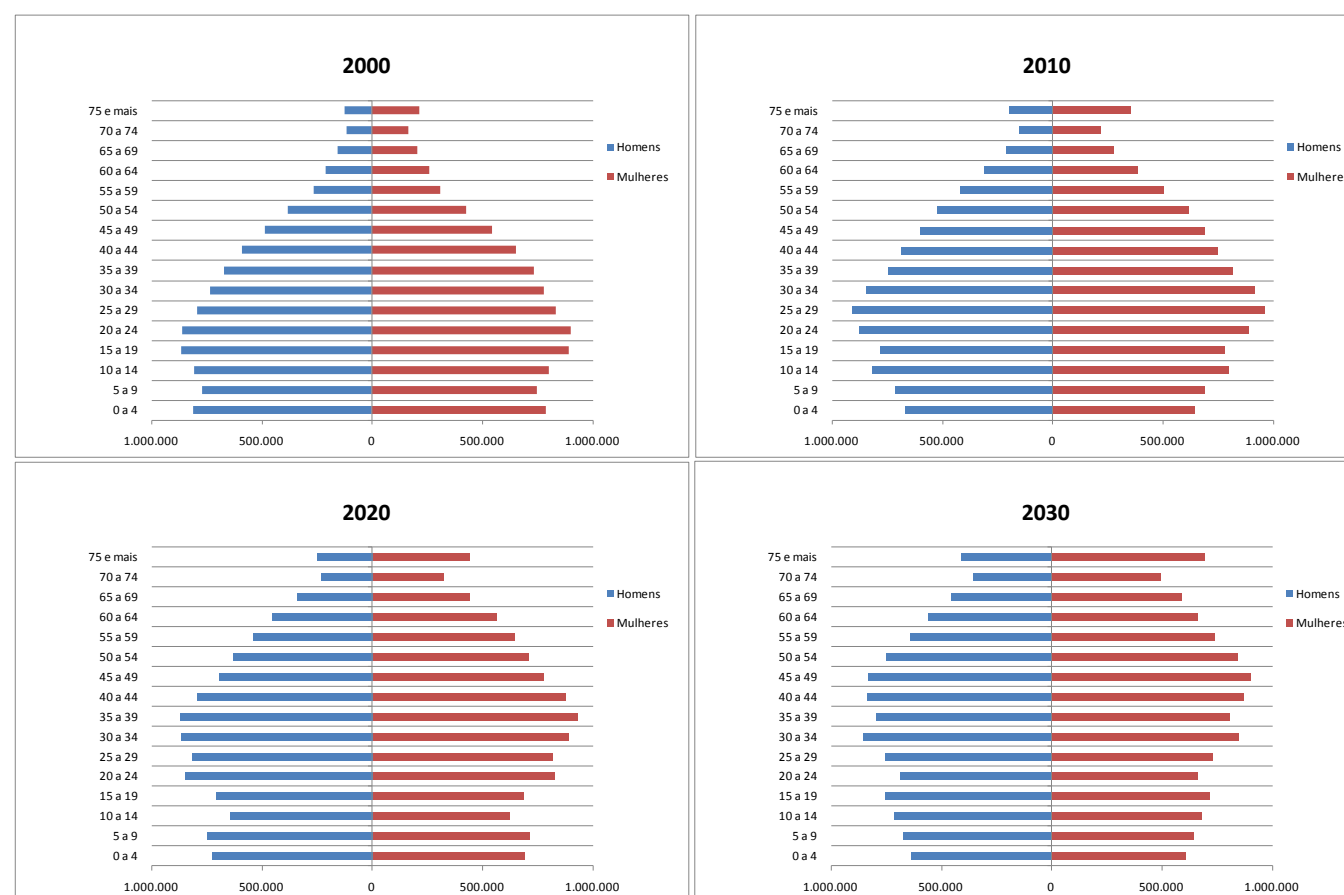 2000
75 e mais
70 a 74
65 a 69
60 a 64
55 a 59
50 a 54
45 a 49
40 a 44
35 a 39
30 a 34
25 a 29
20 a 24
15 a 19
10 a 14
5 a 9
0 a 4
1.000.000 500.000 0 500.000 1.000.000
Homens
Mulheres
2010
75 e mais
70 a 74
65 a 69
60 a 64
55 a 59
50 a 54
45 a 49
40 a 44
35 a 39
30 a 34
25 a 29
20 a 24
15 a 19
10 a 14
5 a 9
0 a 4
1.000.000 500.000 0 500.000 1.000.000
Homens
Mulheres
2020
75 e mais
70 a 74
65 a 69
60 a 64
55 a 59
50 a 54
45 a 49
40 a 44
35 a 39
30 a 34
25 a 29
20 a 24
15 a 19
10 a 14
5 a 9
0 a 4
1.000.000 500.000 0 500.000 1.000.000
Homens
Mulheres
2030
75 e mais
70 a 74
65 a 69
60 a 64
55 a 59
50 a 54
45 a 49
40 a 44
35 a 39
30 a 34
25 a 29
20 a 24
15 a 19
10 a 14
5 a 9
0 a 4
1.000.000 500.000 0 500.000 1.000.000
Homens
Mulheres